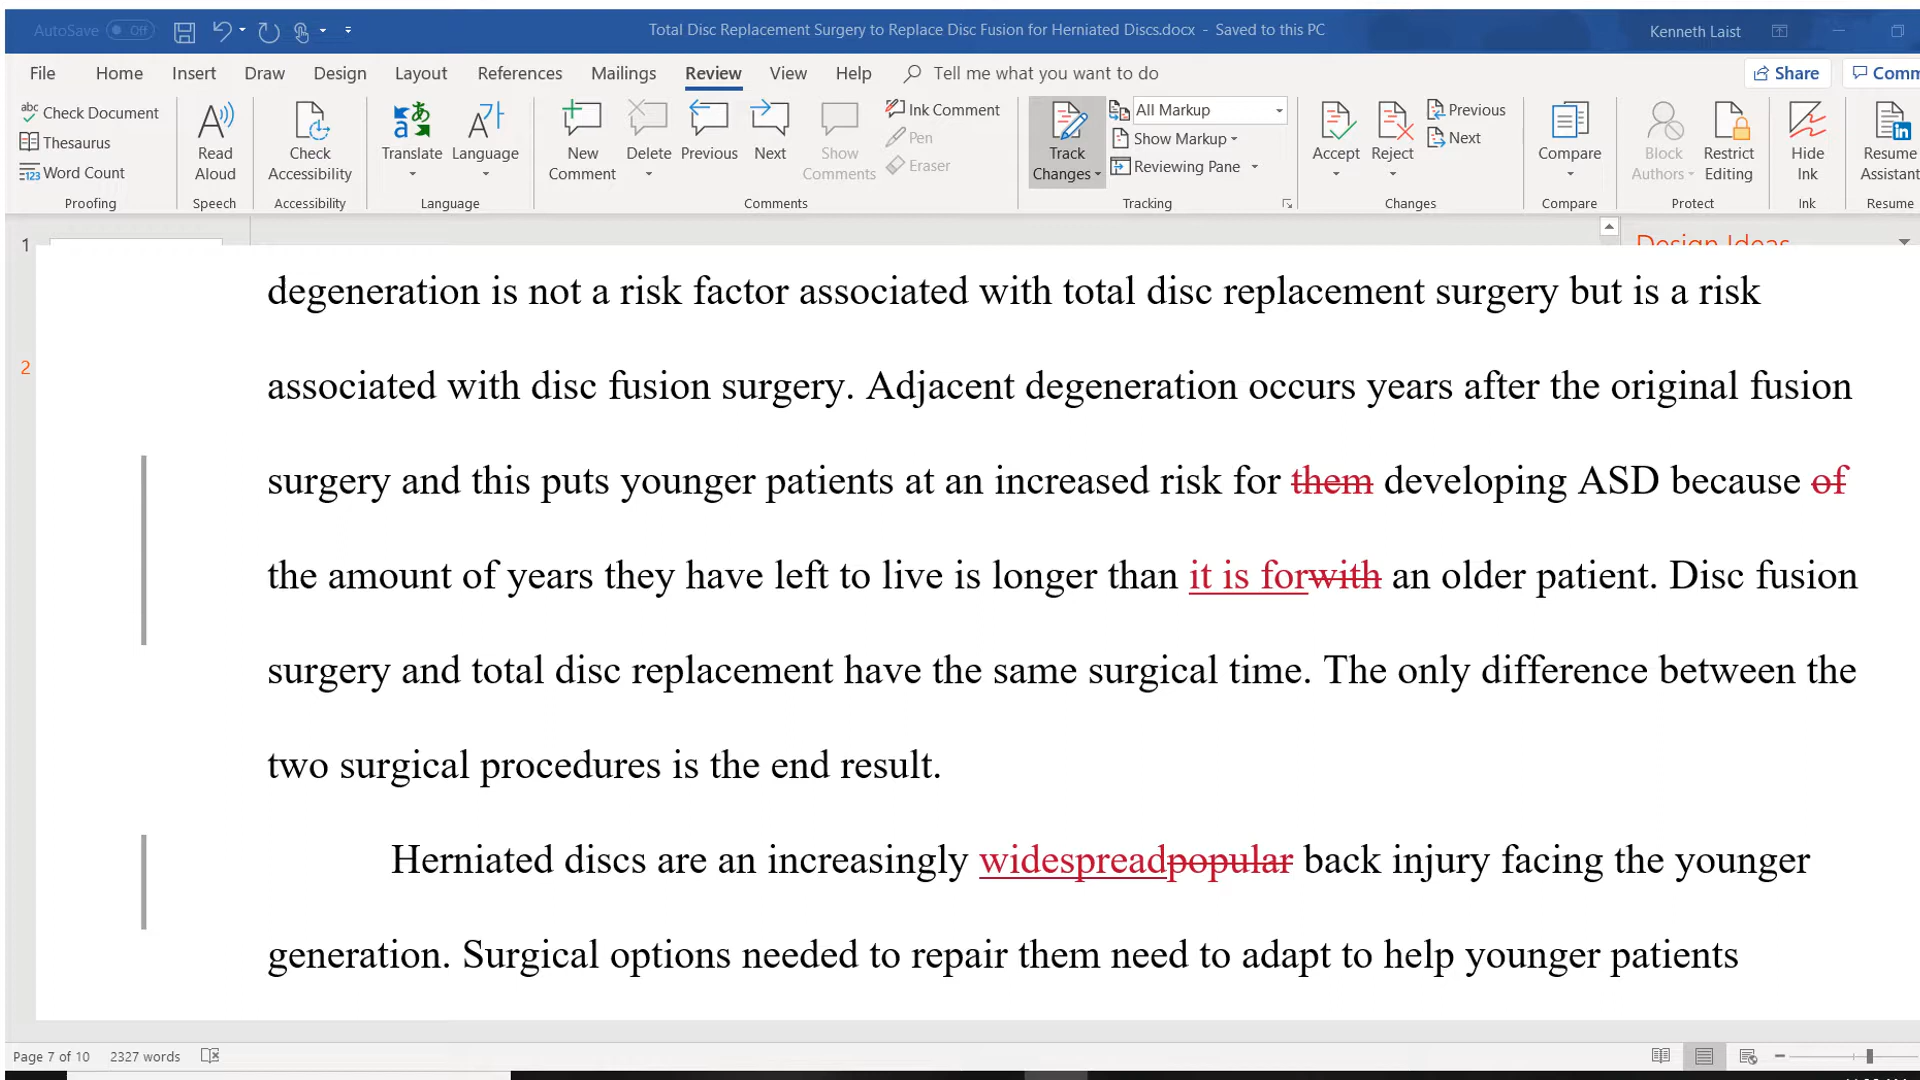 AutoSave Off Total Disc Replacement Surgery to Replace Disc Fusion for Herniated Discs.docx - Saved to this PC Kenneth Laist
File Home Insert Draw Design Layout References Mailings Review View Help Tell me what you want to do Share Comm
abc Check Document
Thesaurus
123 Word Count
Proofing
Read Aloud
Speech
Check Accessibility
Accessibility
Translate Language
Language
New Comment Delete Previous Next Show Comments
Ink Comment
Pen
Eraser
Comments
Track Changes
All Markup
Show Markup
Reviewing Pane
Tracking
Accept Reject
Previous
Next
Changes
Compare
Compare
Block Authors Restrict Editing
Protect
Hide Ink
Ink
Resume Assistant
Resume
1
Design Ideas
2
degeneration is not a risk factor associated with total disc replacement surgery but is a risk
associated with disc fusion surgery. Adjacent degeneration occurs years after the original fusion
surgery and this puts younger patients at an increased risk for them developing ASD because of
the amount of years they have left to live is longer than it is forwith an older patient. Disc fusion
surgery and total disc replacement have the same surgical time. The only difference between the
two surgical procedures is the end result.
Herniated discs are an increasingly widespreadpopular back injury facing the younger
generation. Surgical options needed to repair them need to adapt to help younger patients
Page 7 of 10 2327 words